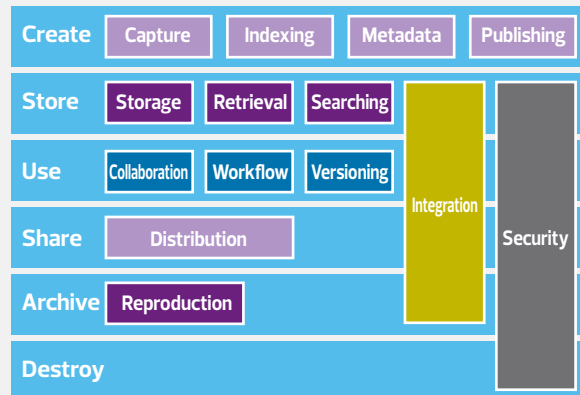 Create Capture Indexing Metadata Publishing
Store Storage Retrieval Searching
Use Collaboration Workflow Versioning
Integration
Share Distribution Security
Archive Reproduction
Destroy